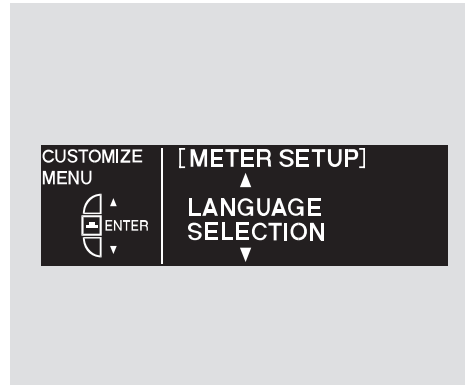 CUSTOMIZE
MENU
ENTER
[METER SETUP]
LANGUAGE
SELECTION